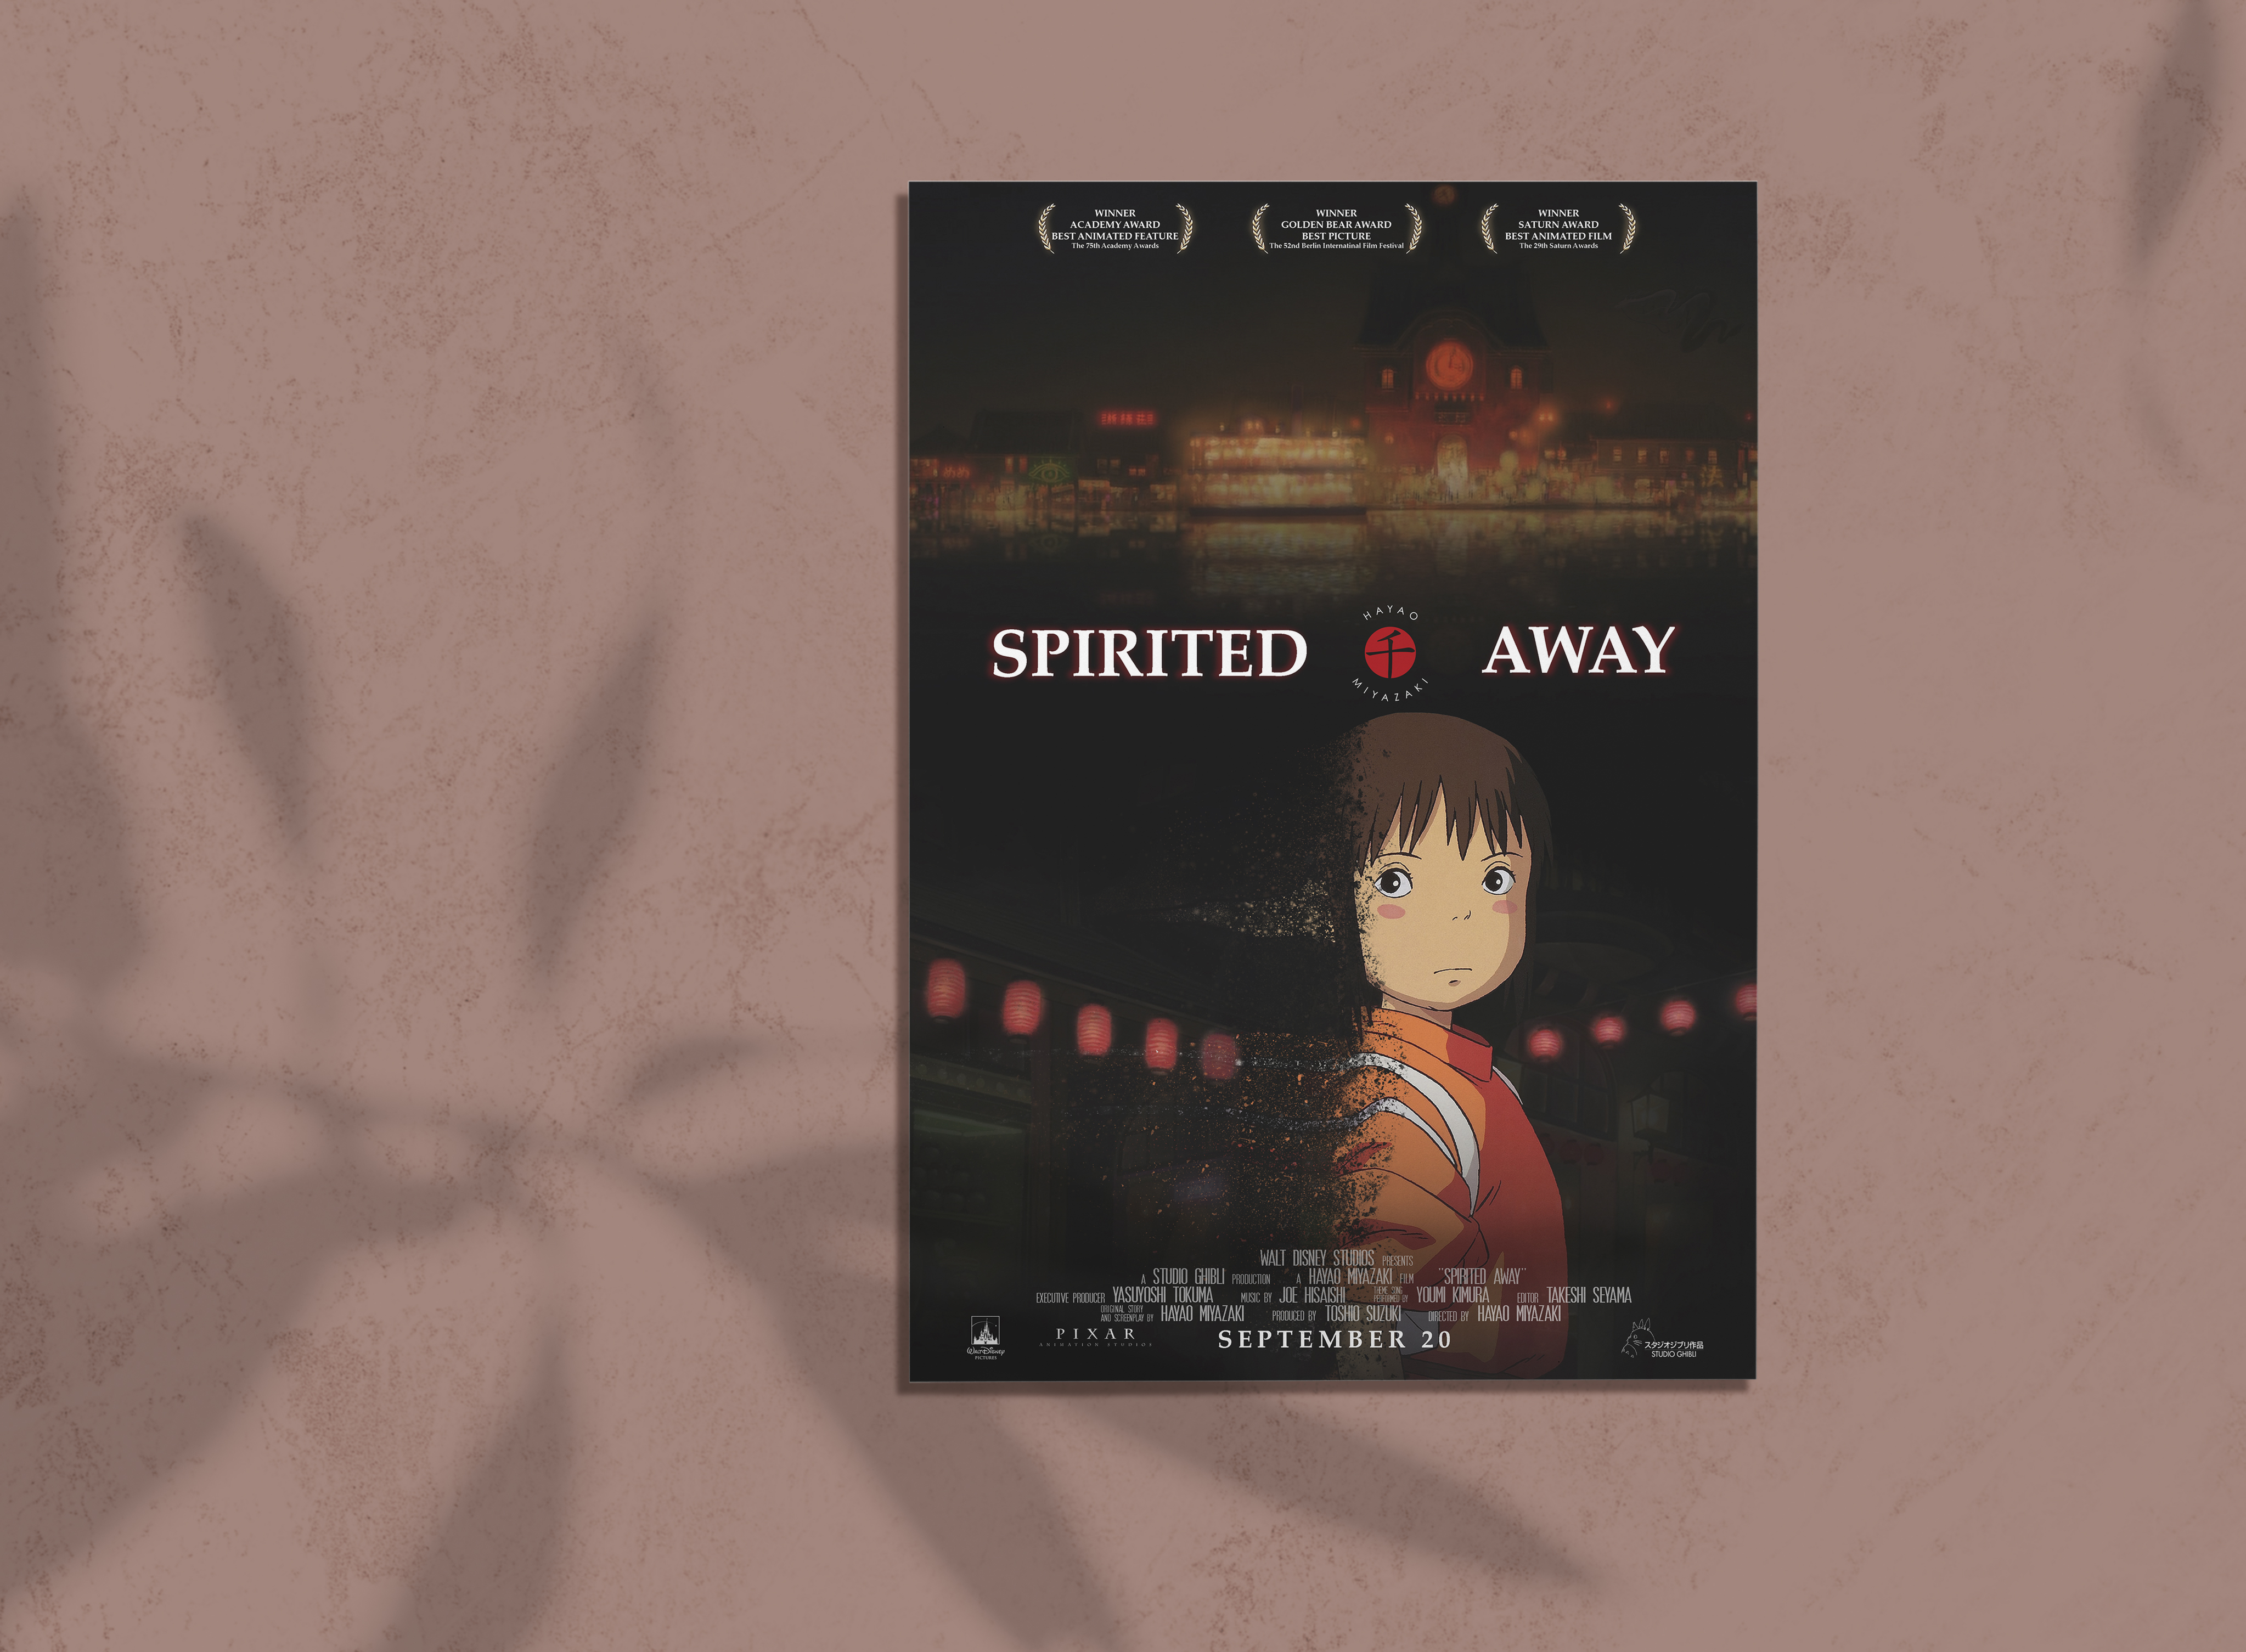 WINNER
ACADEMY AWARD
BEST ANIMATED FEATURE
The 75th Academy Awards
WINNER
GOLDEN BEAR AWARD
BEST PICTURE
The 52nd Berlin Internatinal Film Festival
WINNER
SATURN AWARD
BEST ANIMATED FILM
The 29th Saturn Awards
めめ
法
HAYAO
SPIRITED 千 AWAY
MIYAZAKI
WALT DISNEY STUDIOS PRESENTS
A STUDIO GHIBLI PRODUCTION A HAYAO MIYAZAKI FILM "SPIRITED AWAY"
EXECUTIVE PRODUCER YASUYOSHI TOKUMA MUSIC BY JOE HISAISHI THEME SONG PERFORMED BY YOUMI KIMURA EDITOR TAKESHI SEYAMA
ORIGINAL STORY AND SCREENPLAY BY HAYAO MIYAZAKI PRODUCED BY TOSHIO SUZUKI DIRECTED BY HAYAO MIYAZAKI
WALT DISNEY
PICTURES
PIXAR
ANIMATION STUDIOS
SEPTEMBER 20
スタジオジブリ作品
STUDIO GHIBLI